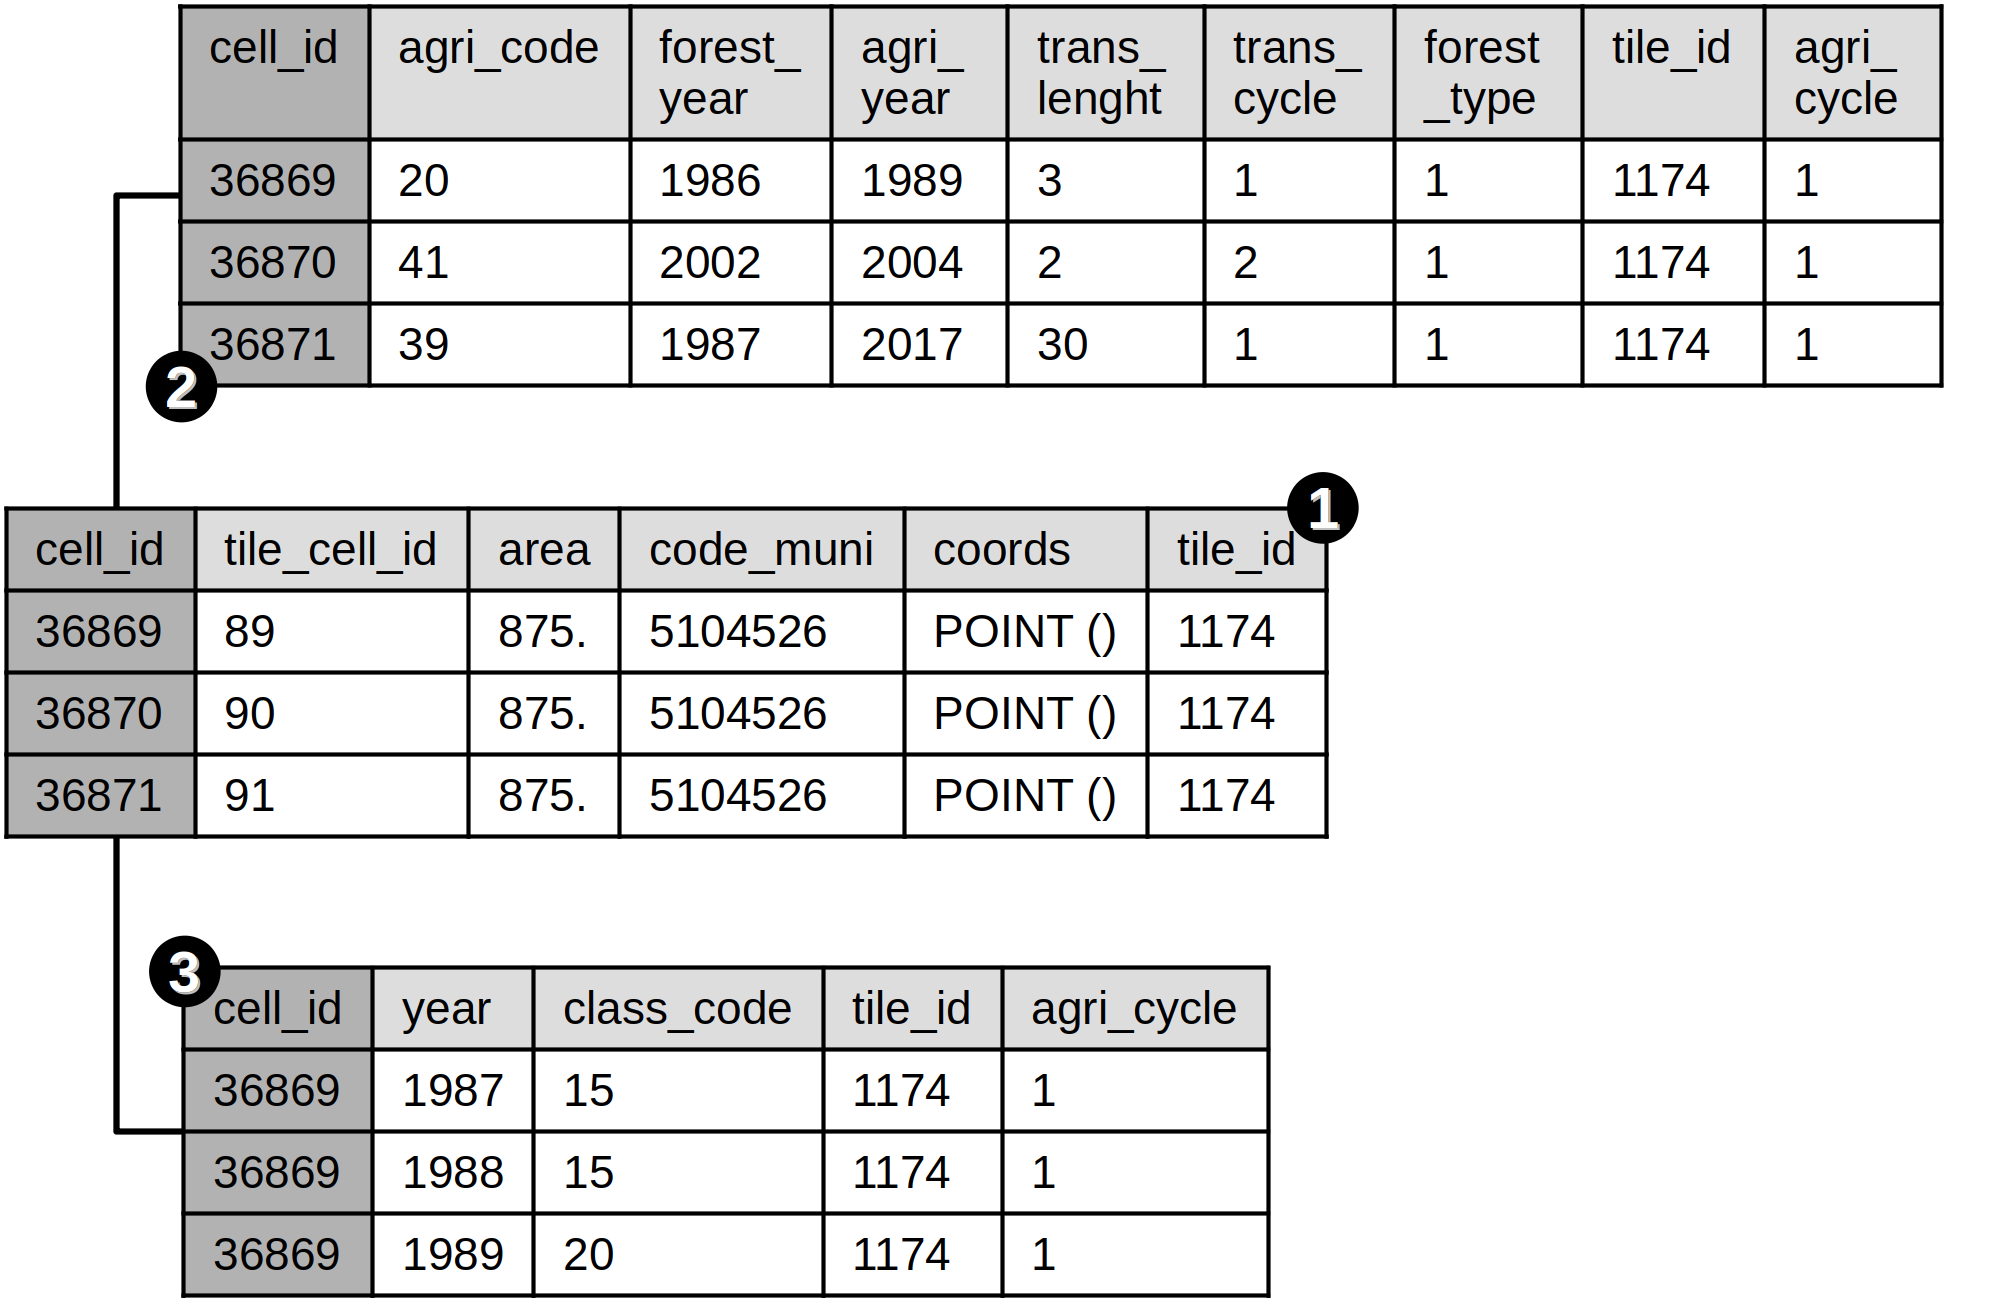 cell_id agri_code forest_ agri_ trans_ trans_ forest tile_id agri_
year year lenght cycle _type cycle
36869 20 1986 1989 3 1 1 1174 1
36870 41 2002 2004 2 2 1 1174 1
36871 39 1987 2017 30 1 1 1174 1
2
1
cell_id tile_cell_id area code_muni coords tile_id
36869 89 875. 5104526 POINT () 1174
36870 90 875. 5104526 POINT () 1174
36871 91 875. 5104526 POINT () 1174
3
cell_id year class_code tile_id agri_cycle
36869 1987 15 1174 1
36869 1988 15 1174 1
36869 1989 20 1174 1